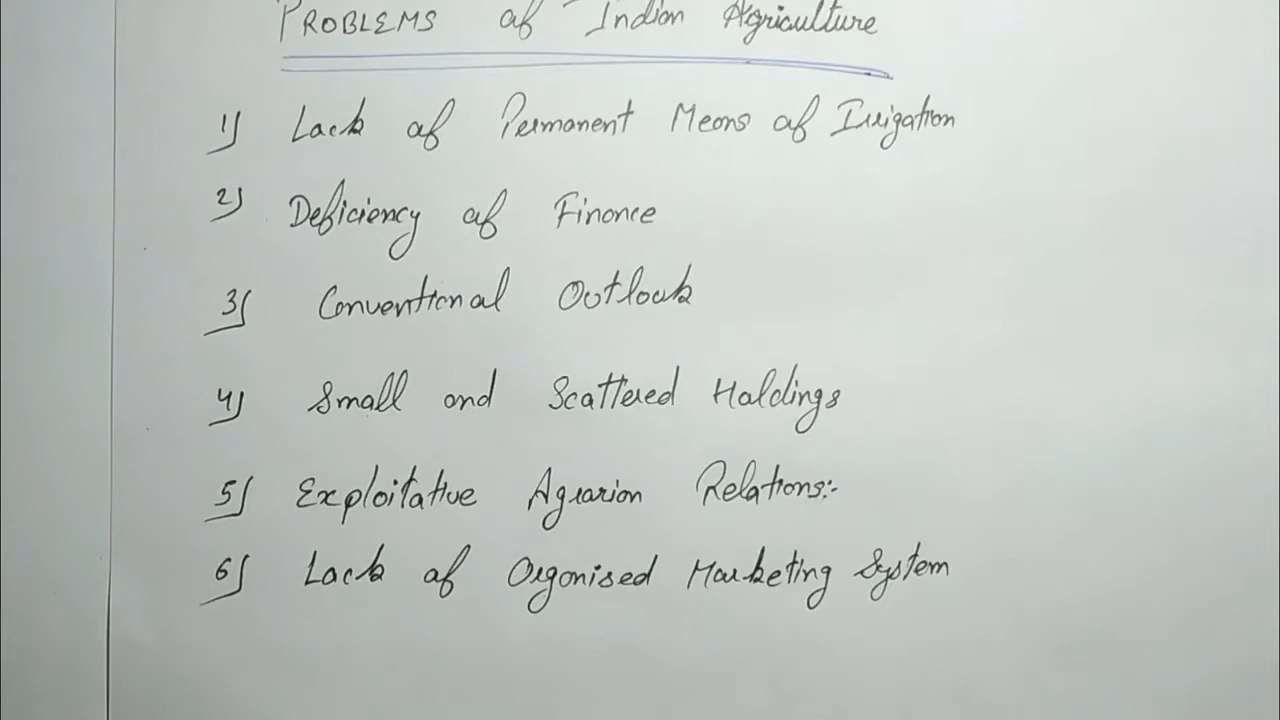 PROBLEMS of Indian Agriculture
1) Lack of Permanent Means of Irrigation
2) Deficiency of Finance
3) Conventional Outlook
4) Small and Scattered Holdings
5) Exploitative Agrarion Relations:-
6) Lack of Organised Marketing System